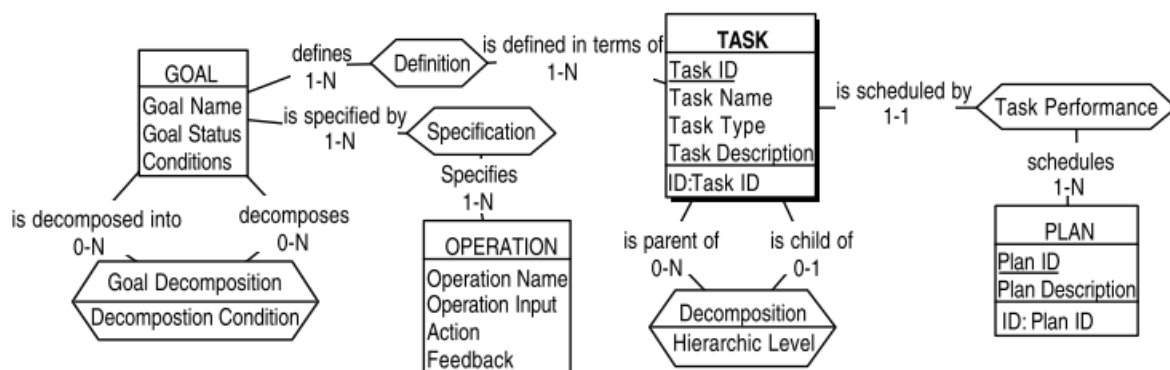 GOAL
Goal Name
Goal Status
Conditions
defines
1-N
Definition
is defined in terms of
1-N
is specified by
1-N
Specification
Specifies
1-N
OPERATION
Operation Name
Operation Input
Action
Feedback
is decomposed into
0-N
decomposes
0-N
Goal Decomposition
Decompostion Condition
TASK
Task ID
Task Name
Task Type
Task Description
ID:Task ID
is parent of
0-N
is child of
0-1
Decomposition
Hierarchic Level
is scheduled by
1-1
Task Performance
schedules
1-N
PLAN
Plan ID
Plan Description
ID: Plan ID